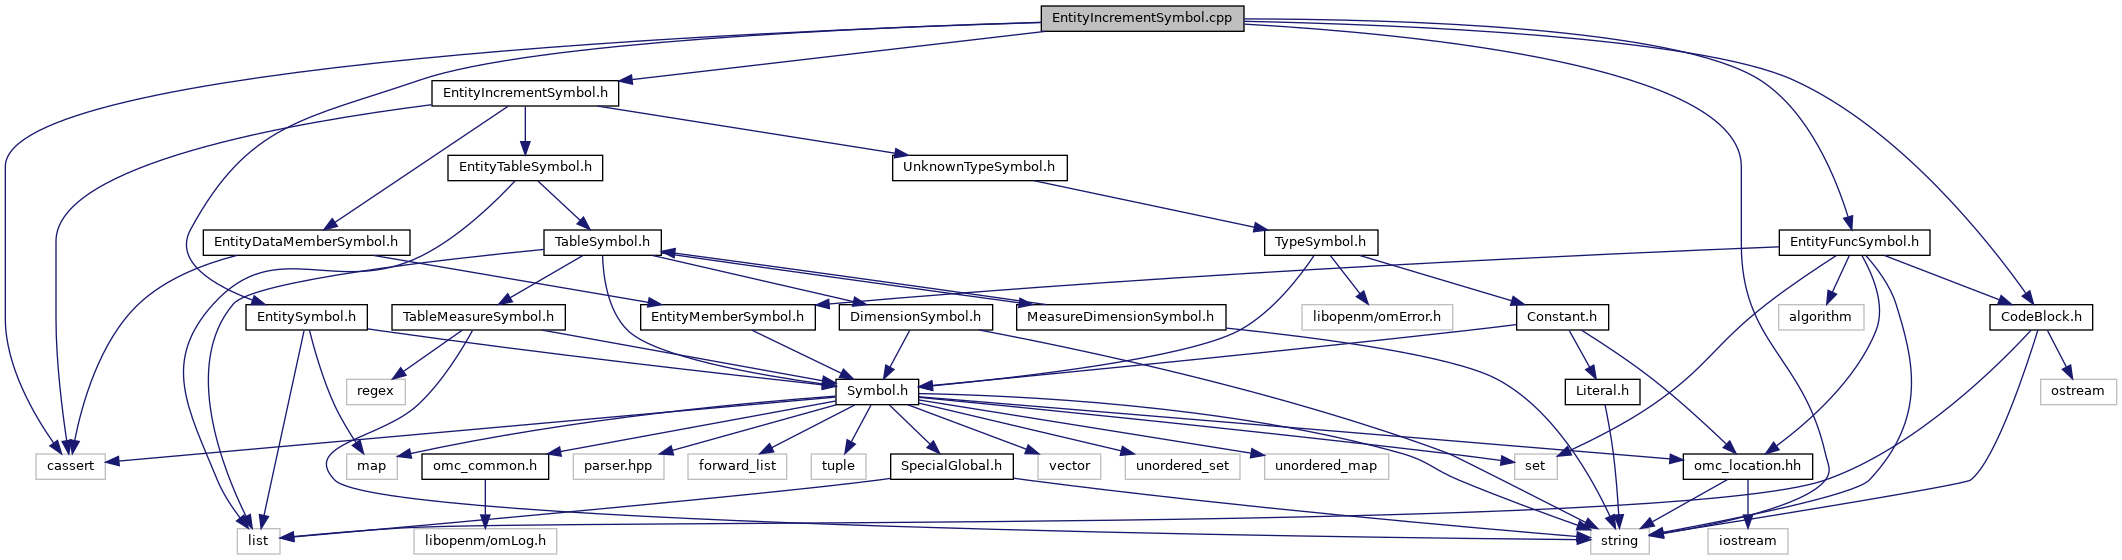 EntityIncrementSymbol.cpp
EntityIncrementSymbol.h
EntityTableSymbol.h
UnknownTypeSymbol.h
EntityDataMemberSymbol.h
TableSymbol.h
TypeSymbol.h
EntityFuncSymbol.h
EntitySymbol.h
TableMeasureSymbol.h
EntityMemberSymbol.h
DimensionSymbol.h
MeasureDimensionSymbol.h
libopenm/omError.h
Constant.h
algorithm
CodeBlock.h
regex
Symbol.h
Literal.h
ostream
cassert
map
omc_common.h
parser.hpp
forward_list
tuple
SpecialGlobal.h
vector
unordered_set
unordered_map
set
omc_location.hh
list
libopenm/omLog.h
string
iostream